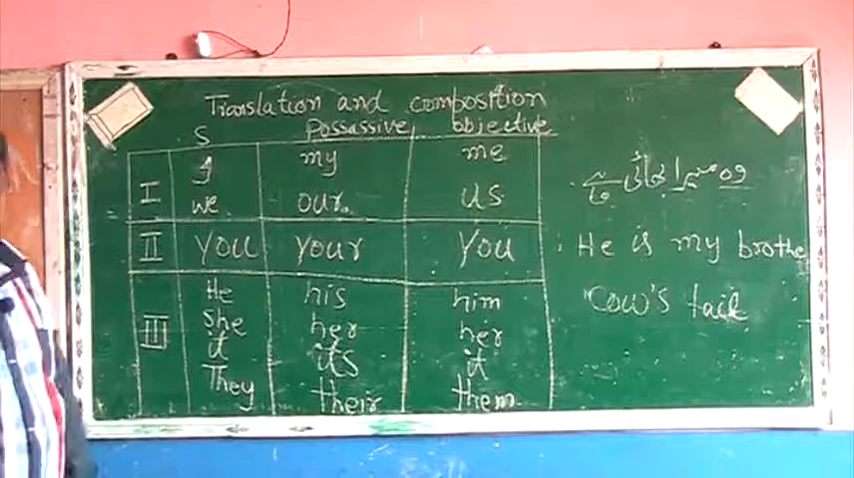 Translation and composition
S possassive objective
I I my me
we our us
II you your you
He his him
She her her
III it its it
They their them
وہ میرا بھائی ہے
He is my brothe
Cow's tail